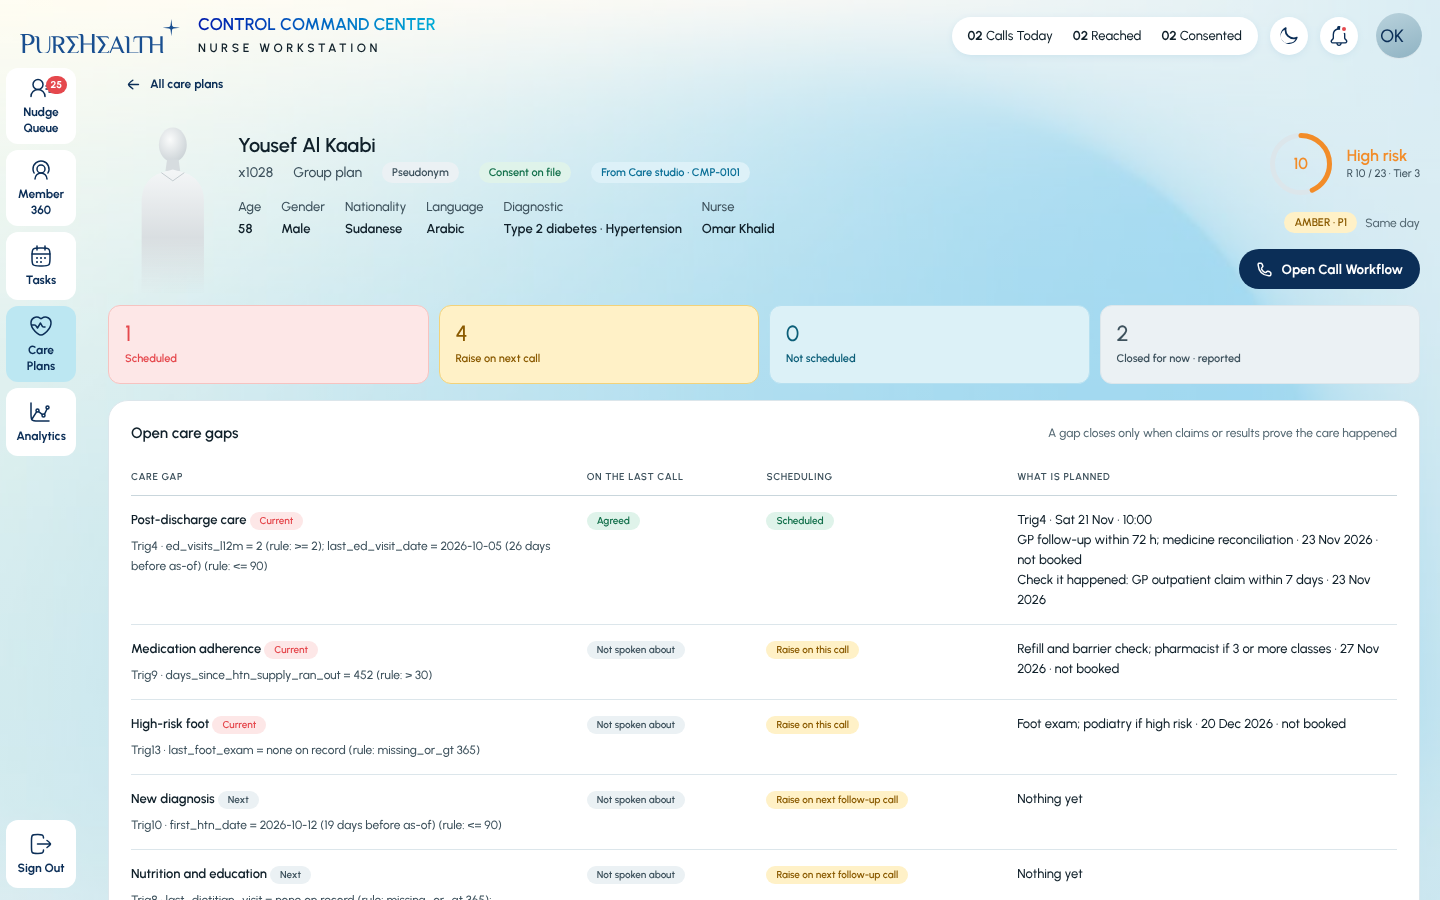 PUREHEALTH
CONTROL COMMAND CENTER
NURSE WORKSTATION
02 Calls Today
02 Reached
02 Consented
OK
25
Nudge
Queue
Member
360
Tasks
Care
Plans
Analytics
Sign Out
All care plans
Yousef Al Kaabi
x1028
Group plan
Pseudonym
Consent on file
From Care studio · CMP-0101
Age
Gender
Nationality
Language
Diagnostic
Nurse
58
Male
Sudanese
Arabic
Type 2 diabetes · Hypertension
Omar Khalid
10
High risk
R 10 / 23 · Tier 3
AMBER · P1
Same day
Open Call Workflow
1
Scheduled
4
Raise on next call
0
Not scheduled
2
Closed for now · reported
Open care gaps
A gap closes only when claims or results prove the care happened
CARE GAP
ON THE LAST CALL
SCHEDULING
WHAT IS PLANNED
Post-discharge care
Current
Trig4 · ed_visits_l12m = 2 (rule: >= 2); last_ed_visit_date = 2026-10-05 (26 days
before as-of) (rule: <= 90)
Agreed
Scheduled
Trig4 · Sat 21 Nov · 10:00
GP follow-up within 72 h; medicine reconciliation · 23 Nov 2026 ·
not booked
Check it happened: GP outpatient claim within 7 days · 23 Nov
2026
Medication adherence
Current
Trig9 · days_since_htn_supply_ran_out = 452 (rule: > 30)
Not spoken about
Raise on this call
Refill and barrier check; pharmacist if 3 or more classes · 27 Nov
2026 · not booked
High-risk foot
Current
Trig13 · last_foot_exam = none on record (rule: missing_or_gt 365)
Not spoken about
Raise on this call
Foot exam; podiatry if high risk · 20 Dec 2026 · not booked
New diagnosis
Next
Trig10 · first_htn_date = 2026-10-12 (19 days before as-of) (rule: <= 90)
Not spoken about
Raise on next follow-up call
Nothing yet
Nutrition and education
Next
Trig8 · last_dietitian_visit = none on record (rule: missing_or_gt 365);
Not spoken about
Raise on next follow-up call
Nothing yet